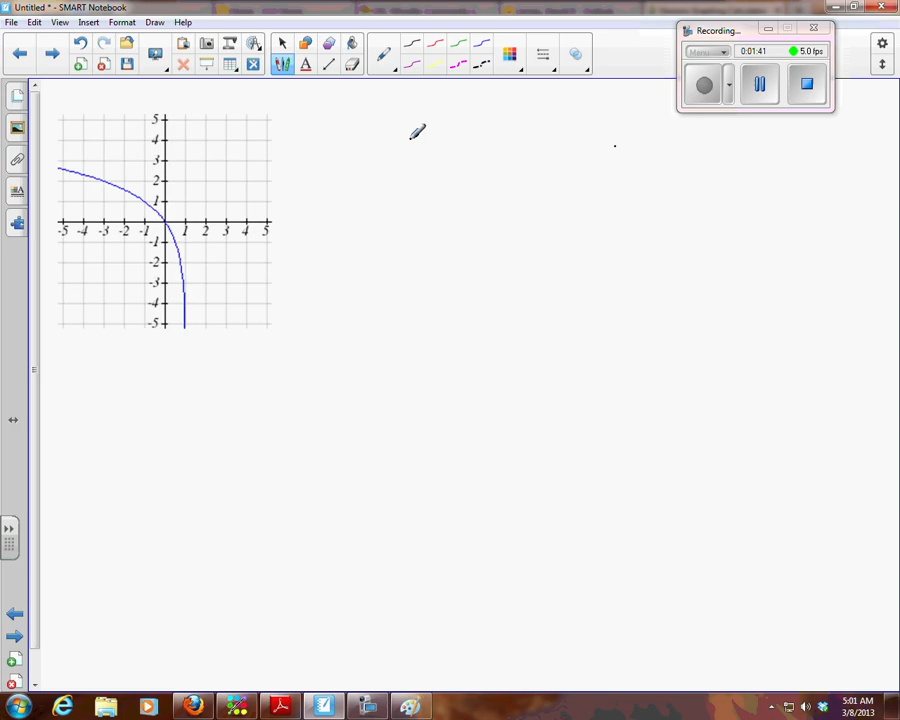 Untitled * - SMART Notebook
File Edit View Insert Format Draw Help
Recording...
Menu 0:01:41 5.0 fps
5
4
3
2
1
-5 -4 -3 -2 -1 1 2 3 4 5
-1
-2
-3
-4
-5
5:01 AM
3/8/2013